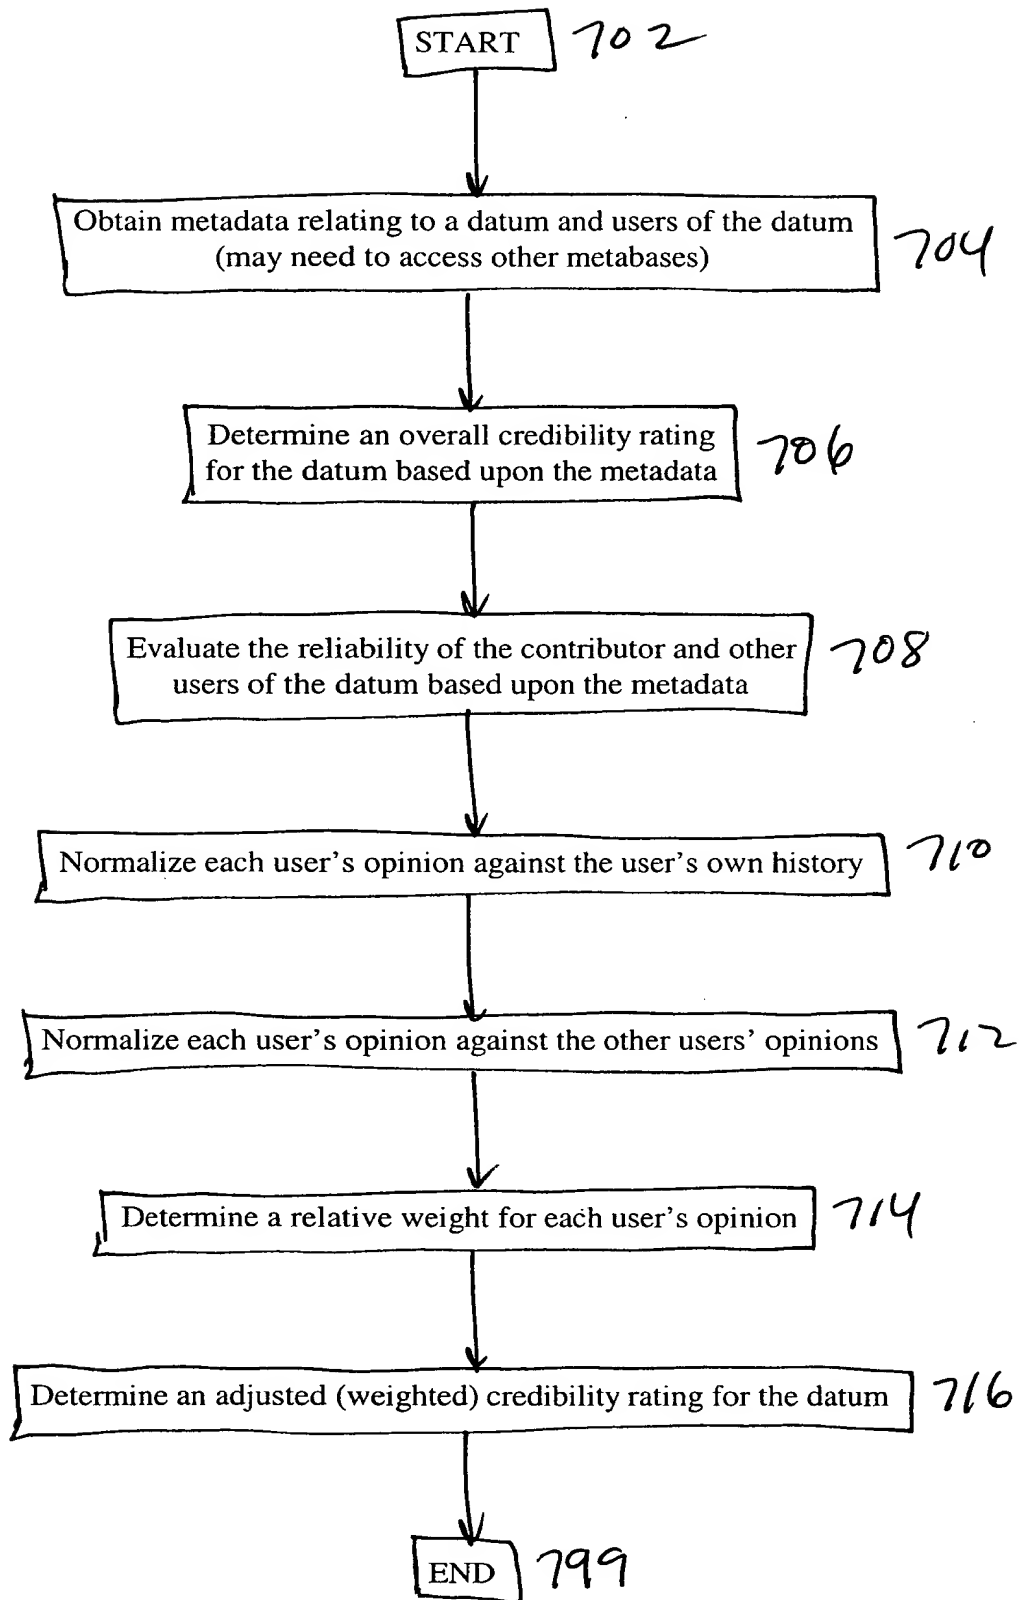 START 702
Obtain metadata relating to a datum and users of the datum
(may need to access other metabases) 704
Determine an overall credibility rating
for the datum based upon the metadata 706
Evaluate the reliability of the contributor and other
users of the datum based upon the metadata 708
Normalize each user's opinion against the user's own history 710
Normalize each user's opinion against the other users' opinions 712
Determine a relative weight for each user's opinion 714
Determine an adjusted (weighted) credibility rating for the datum 716
END 799